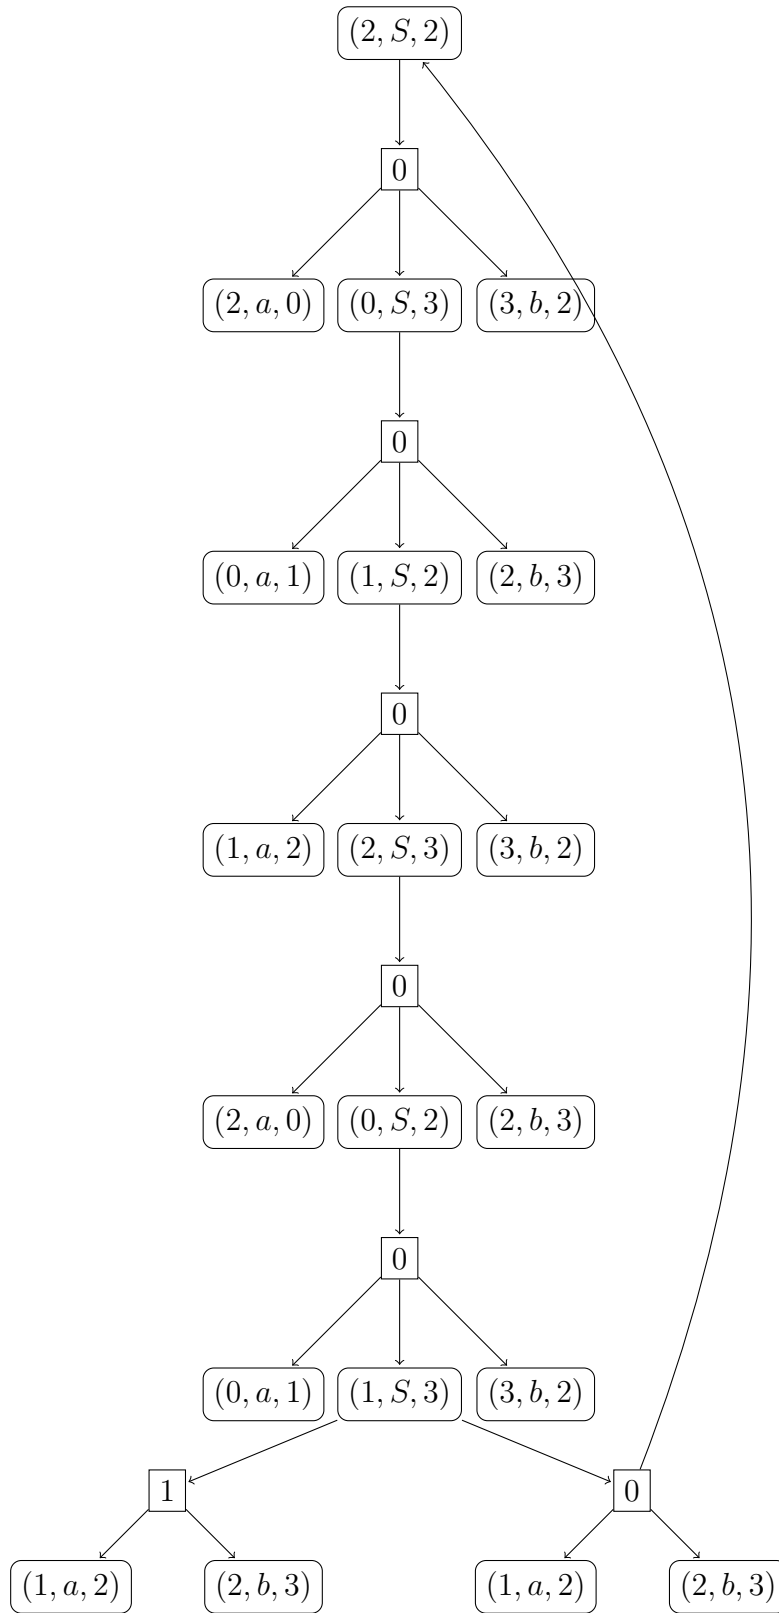 (2, S, 2)
0
(2, a, 0) (0, S, 3) (3, b, 2)
0
(0, a, 1) (1, S, 2) (2, b, 3)
0
(1, a, 2) (2, S, 3) (3, b, 2)
0
(2, a, 0) (0, S, 2) (2, b, 3)
0
(0, a, 1) (1, S, 3) (3, b, 2)
1 0
(1, a, 2) (2, b, 3) (1, a, 2) (2, b, 3)